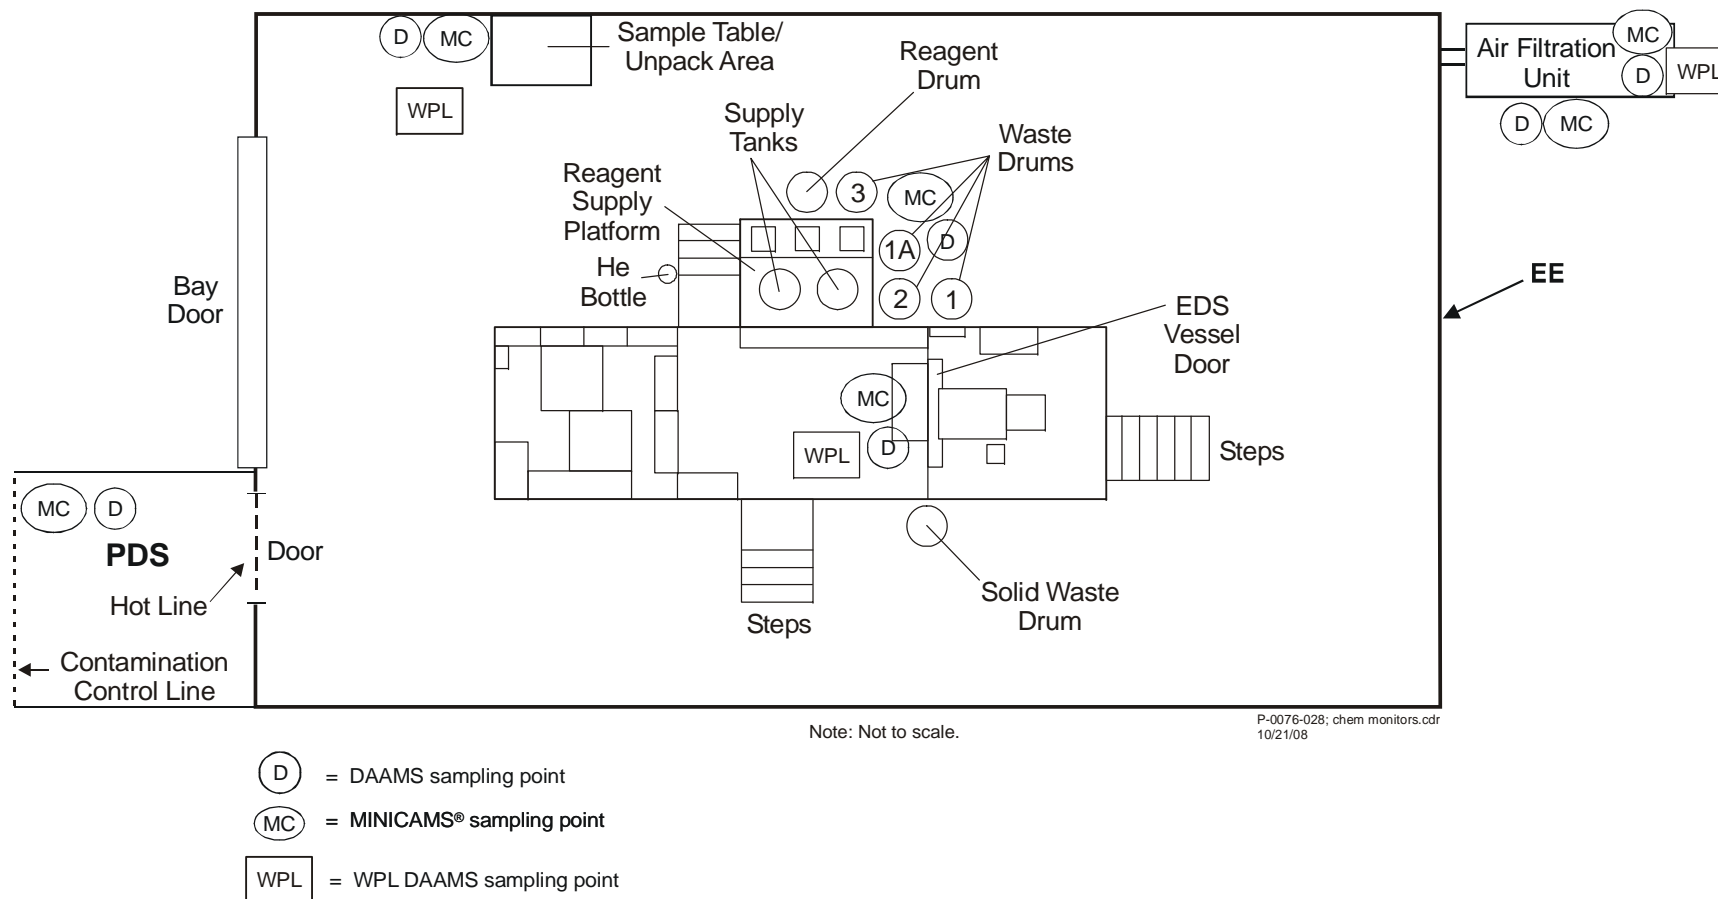 D
MC
Sample Table/
Unpack Area
WPL
Reagent
Drum
Supply
Tanks
Waste
Drums
Reagent
Supply
Platform
3
MC
1A
D
2
1
He
Bottle
Air Filtration
Unit
MC
D
WPL
D
MC
Bay
Door
EE
EDS
Vessel
Door
MC
WPL
D
Steps
MC
D
PDS
Door
Hot Line
Contamination
Control Line
Solid Waste
Drum
Steps
Note: Not to scale.
P-0076-028; chem monitors.cdr
10/21/08
D = DAAMS sampling point
MC = MINICAMS® sampling point
WPL = WPL DAAMS sampling point